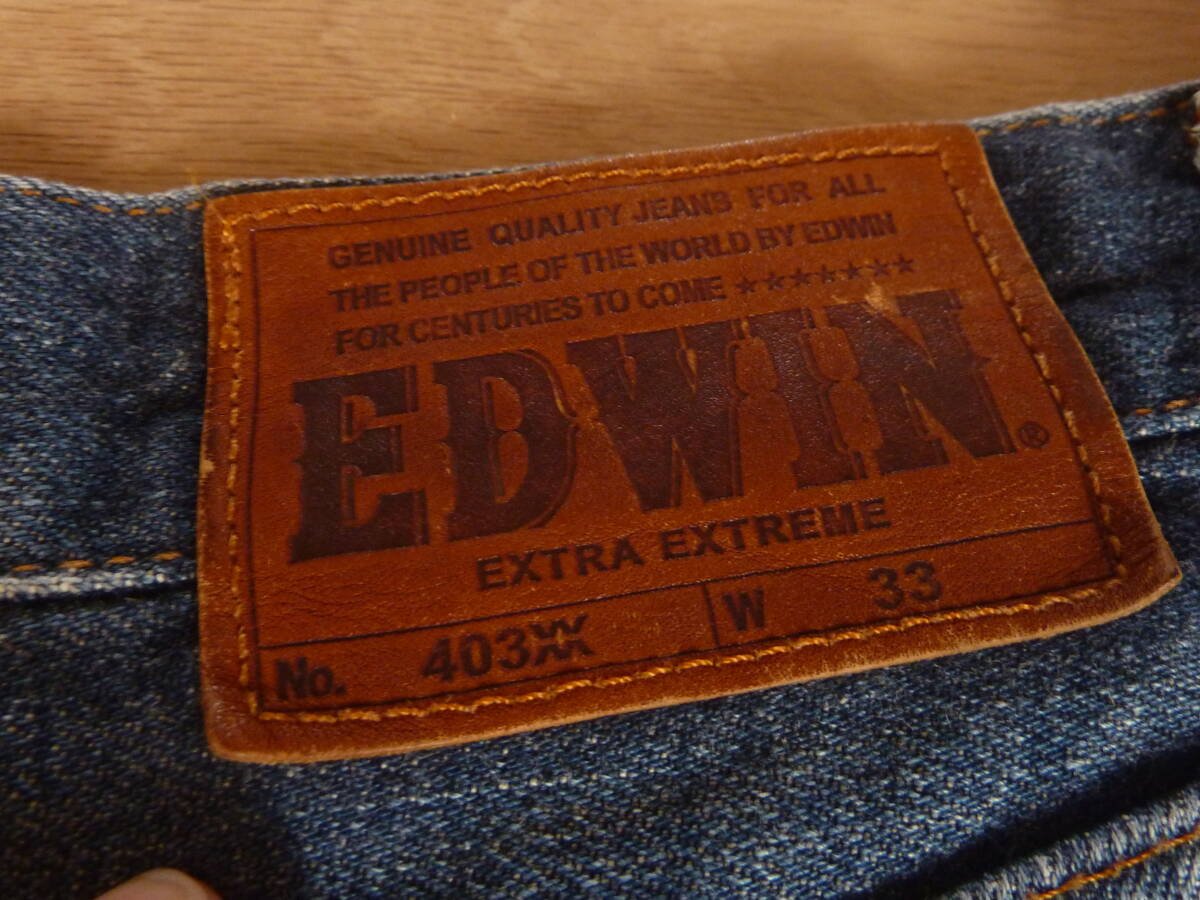 GENUINE QUALITY JEANS FOR ALL
THE PEOPLE OF THE WORLD BY EDWIN
FOR CENTURIES TO COME ★★★★★★★
EDWIN®
EXTRA EXTREME
No. 403XX W 33